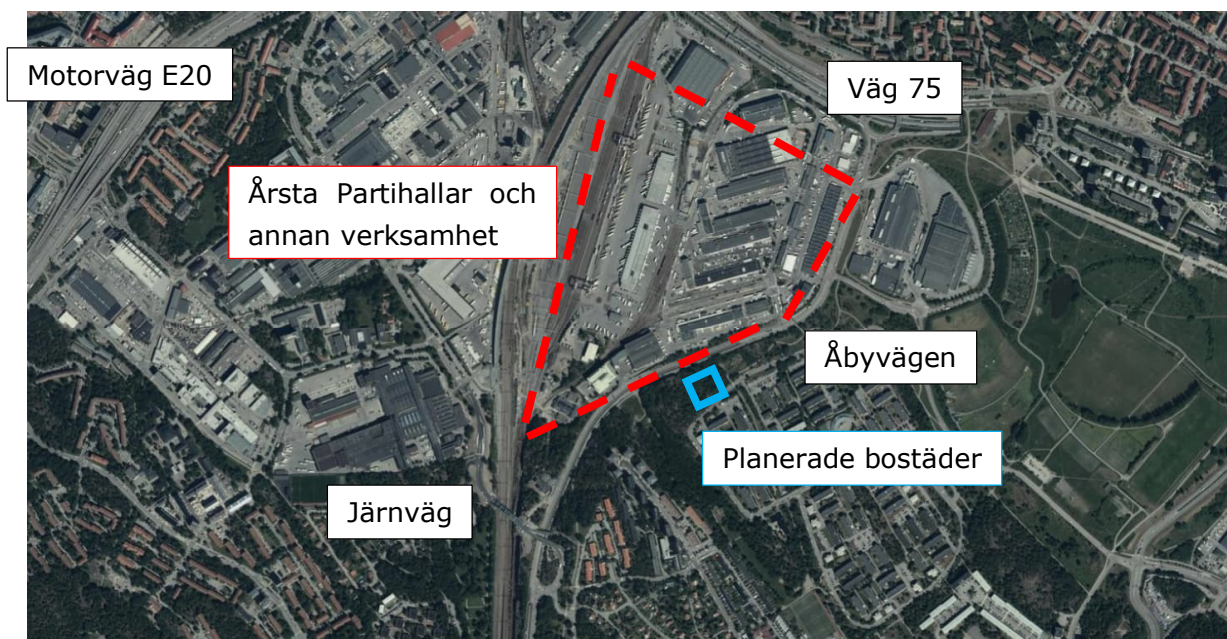 Motorväg E20
Väg 75
Årsta Partihallar och
annan verksamhet
Åbyvägen
Planerade bostäder
Järnväg